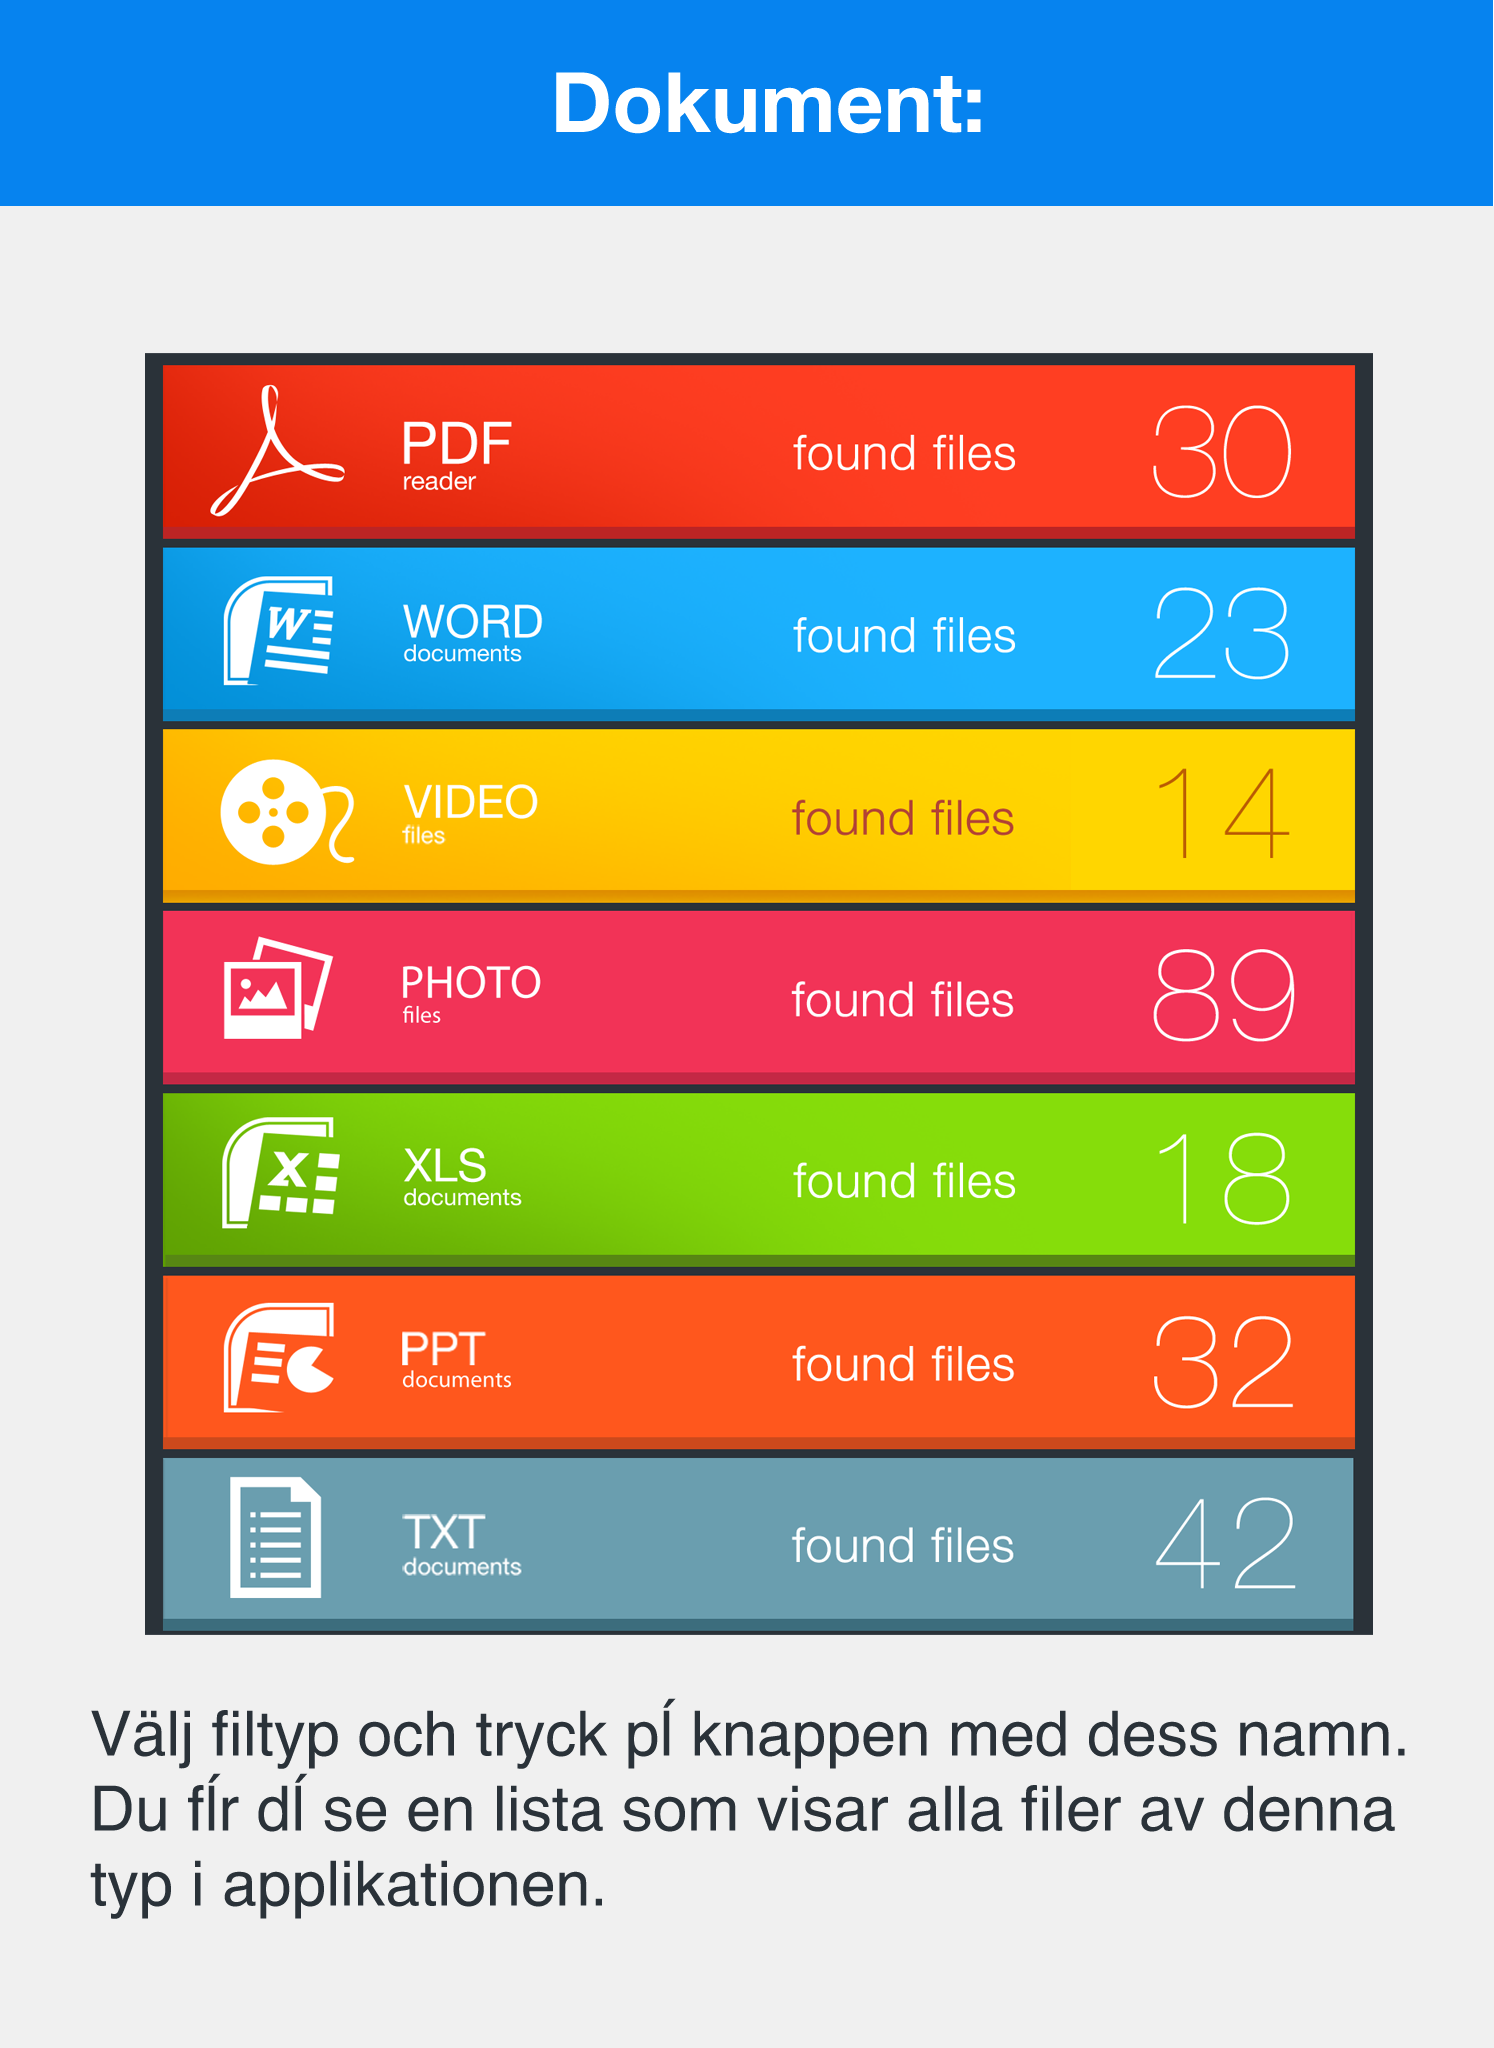 Dokument:
PDF
reader
found files
30
WORD
documents
found files
23
VIDEO
files
found files
14
PHOTO
files
found files
89
XLS
documents
found files
18
PPT
documents
found files
32
TXT
documents
found files
42
Välj filtyp och tryck pĺ knappen med dess namn.
Du fĺr dĺ se en lista som visar alla filer av denna
typ i applikationen.